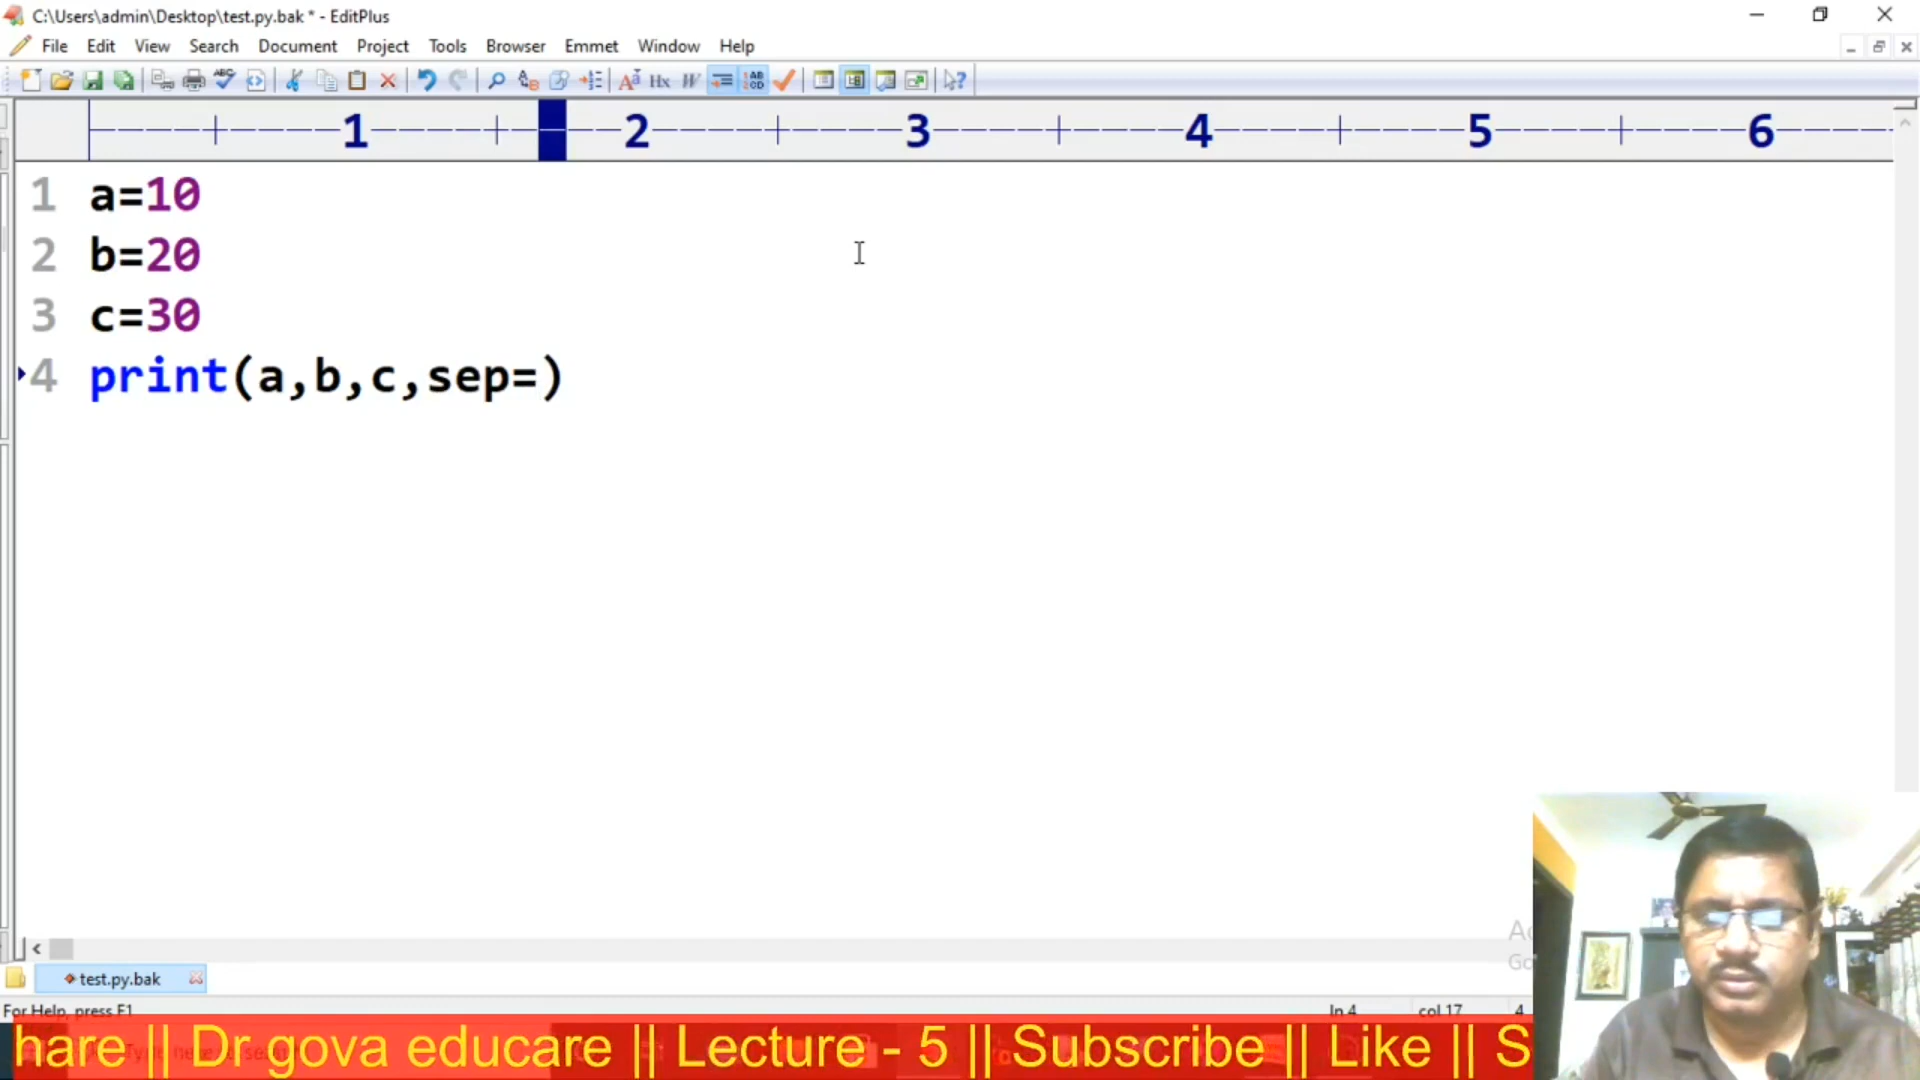 C:\Users\admin\Desktop\test.py.bak * - EditPlus
File Edit View Search Document Project Tools Browser Emmet Window Help
1 2 3 4 5 6
1 a=10
2 b=20
3 c=30
4 print(a,b,c,sep=)
test.py.bak
For Help, press F1 ln 4 col 17 4
hare || Dr gova educare || Lecture - 5 || Subscribe || Like || S